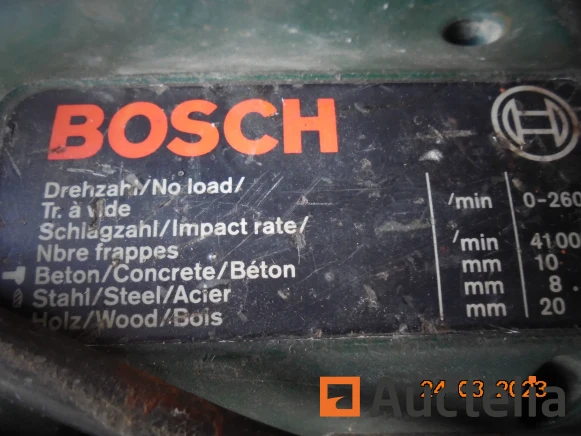 BOSCH
Drehzahl/No load/
Tr. à vide /min 0-260
Schlagzahl/Impact rate/
Nbre frappes /min 4100
Beton/Concrete/Béton mm 10
Stahl/Steel/Acier mm 8
Holz/Wood/Bois mm 20
24 03 2023
Auctelia